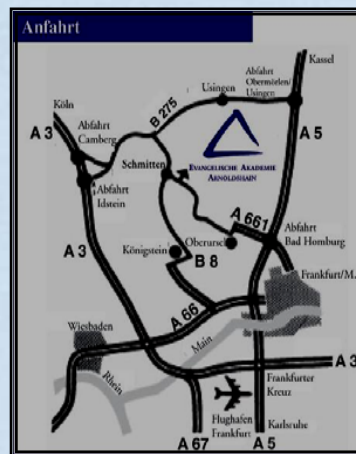 Anfahrt
Kassel
Abfahrt
Obermörlen/
Usingen
Usingen
B 275
Köln
A 3
Abfahrt
Camberg
A 5
Schmitten
EVANGELISCHE AKADEMIE
ARNOLDSHAIN
Abfahrt
Idstein
A 661
Abfahrt
Bad Homburg
Oberursel
Königstein
B 8
A 3
Frankfurt/M.
A 66
Wiesbaden
Main
Rhein
A 3
Frankfurter
Kreuz
Flughafen
Frankfurt
Karlsruhe
A 67
A 5